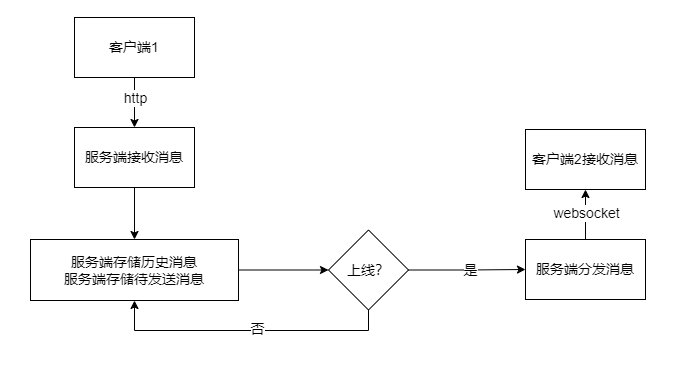 客户端1
http
服务端接收消息
服务端存储历史消息
服务端存储待发送消息
上线？
是
否
服务端分发消息
websocket
客户端2接收消息